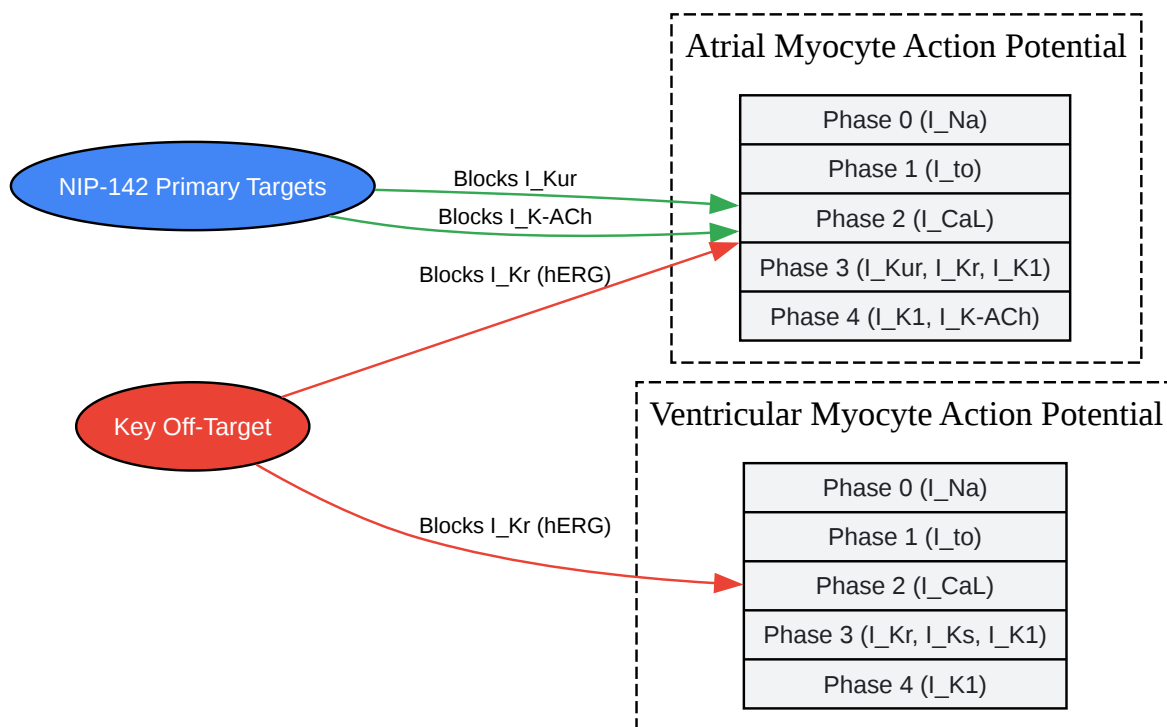 Atrial Myocyte Action Potential
Phase 0 (I_Na)
Phase 1 (I_to)
Phase 2 (I_CaL)
Phase 3 (I_Kur, I_Kr, I_K1)
Phase 4 (I_K1, I_K-ACh)
NIP-142 Primary Targets
Blocks I_Kur
Blocks I_K-ACh
Blocks I_Kr (hERG)
Key Off-Target
Blocks I_Kr (hERG)
Ventricular Myocyte Action Potential
Phase 0 (I_Na)
Phase 1 (I_to)
Phase 2 (I_CaL)
Phase 3 (I_Kr, I_Ks, I_K1)
Phase 4 (I_K1)